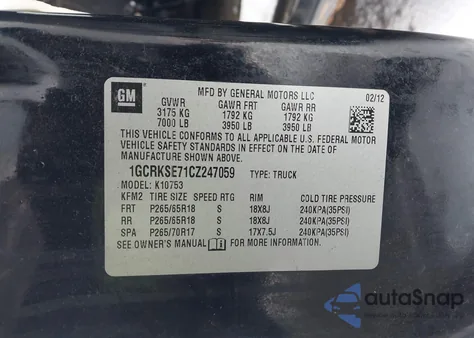 GM
MFD BY GENERAL MOTORS LLC 02/12
GVWR GAWR FRT GAWR RR
3175 KG 1792 KG 1792 KG
7000 LB 3950 LB 3950 LB
THIS VEHICLE CONFORMS TO ALL APPLICABLE U.S. FEDERAL MOTOR
VEHICLE SAFETY STANDARDS IN EFFECT ON THE DATE OF
MANUFACTURE SHOWN ABOVE.
1GCRKSE71CZ247059 TYPE: TRUCK
MODEL: K10753
KFM2 TIRE SIZE SPEED RTG RIM COLD TIRE PRESSURE
FRT P265/65R18 S 18X8J 240KPA(35PSI)
RR P265/65R18 S 18X8J 240KPA(35PSI)
SPA P265/70R17 S 17X7.5J 240KPA(35PSI)
SEE OWNER'S MANUAL FOR MORE INFORMATION.
autoSnap